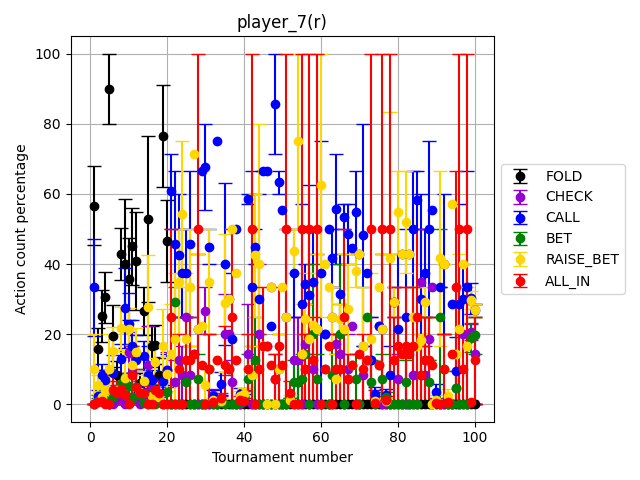 player_7(r)
Action count percentage
100
80
60
40
20
0
0
20
40
60
80
100
Tournament number
FOLD
CHECK
CALL
BET
RAISE_BET
ALL_IN